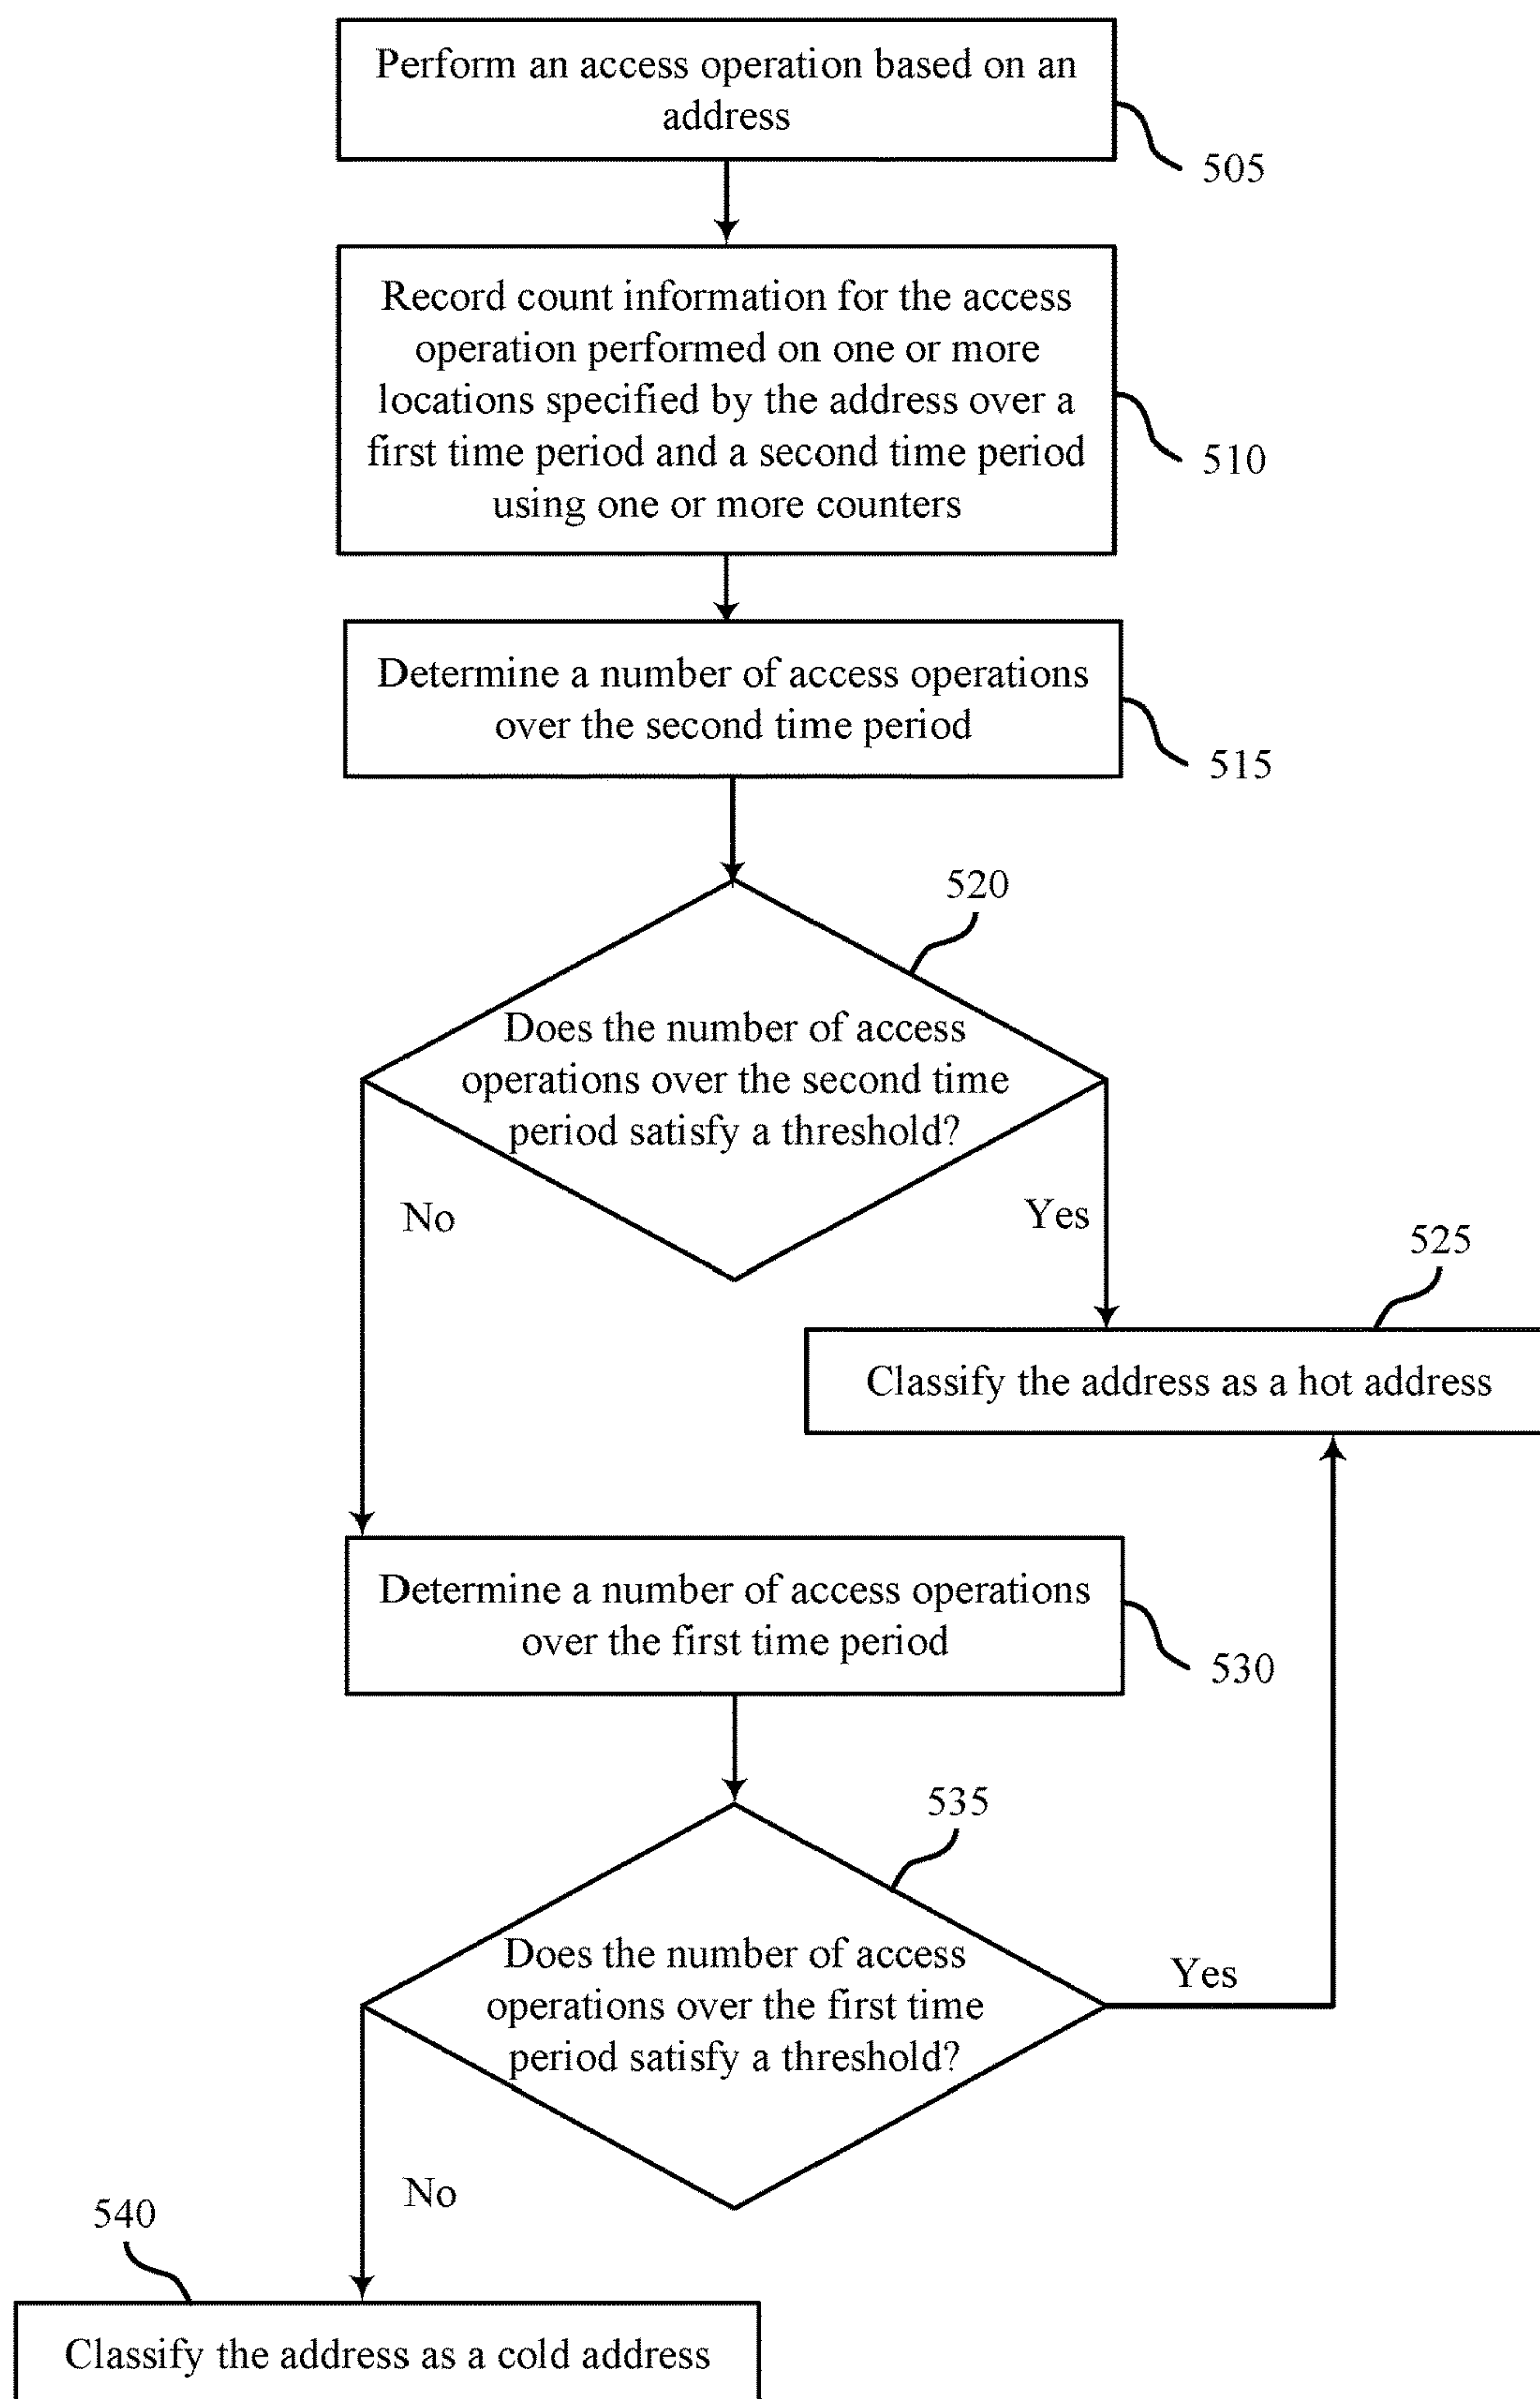 Perform an access operation based on an
address
505
Record count information for the access
operation performed on one or more
locations specified by the address over a
first time period and a second time period
using one or more counters
510
Determine a number of access operations
over the second time period
515
520
Does the number of access
operations over the second time
period satisfy a threshold?
No
Yes
525
Classify the address as a hot address
Determine a number of access operations
over the first time period
530
535
Does the number of access
operations over the first time
period satisfy a threshold?
Yes
No
540
Classify the address as a cold address